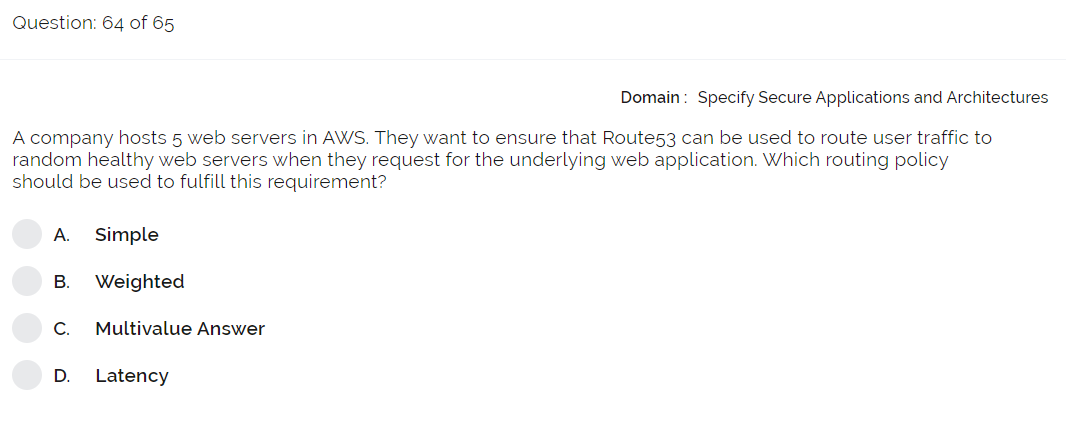 Question: 64 of 65
Domain : Specify Secure Applications and Architectures
A company hosts 5 web servers in AWS. They want to ensure that Route53 can be used to route user traffic to
random healthy web servers when they request for the underlying web application. Which routing policy
should be used to fulfill this requirement?
A. Simple
B. Weighted
C. Multivalue Answer
D. Latency